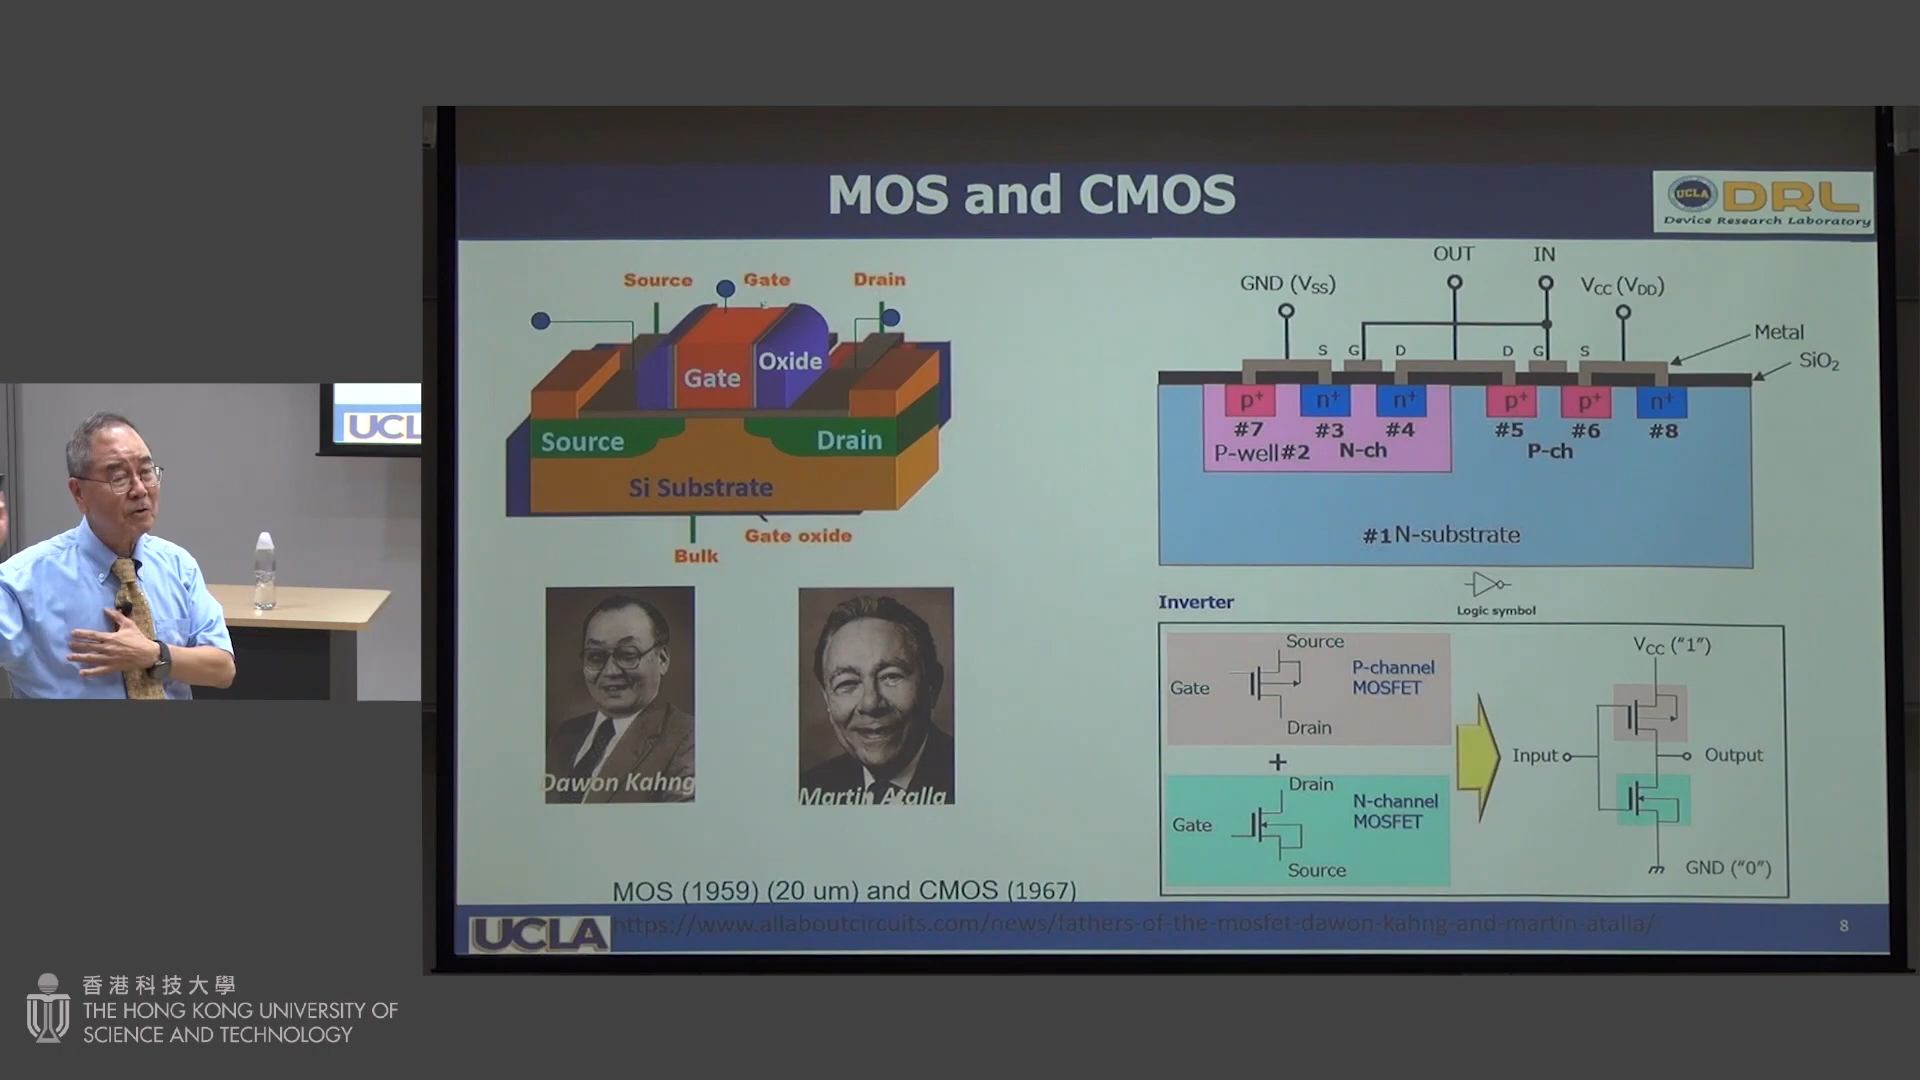 MOS and CMOS
UCLA
DRL
Device Research Laboratory
Source
Gate
Drain
Gate
Oxide
Source
Drain
Si Substrate
Gate oxide
Bulk
Dawon Kahng
Martin Atalla
MOS (1959) (20 um) and CMOS (1967)
OUT
IN
GND (VSS)
VCC (VDD)
S
G
D
D
G
S
Metal
SiO2
p+
n+
n+
p+
p+
n+
#7
#3
#4
#5
#6
#8
P-well#2
N-ch
P-ch
#1 N-substrate
Logic symbol
Inverter
Source
Gate
P-channel
MOSFET
Drain
+
Drain
Gate
N-channel
MOSFET
Source
VCC ("1")
Input
Output
GND ("0")
UCLA
https://www.allaboutcircuits.com/news/fathers-of-the-mosfet-dawon-kahng-and-martin-atalla/
8
UCL
香港科技大學
THE HONG KONG UNIVERSITY OF
SCIENCE AND TECHNOLOGY